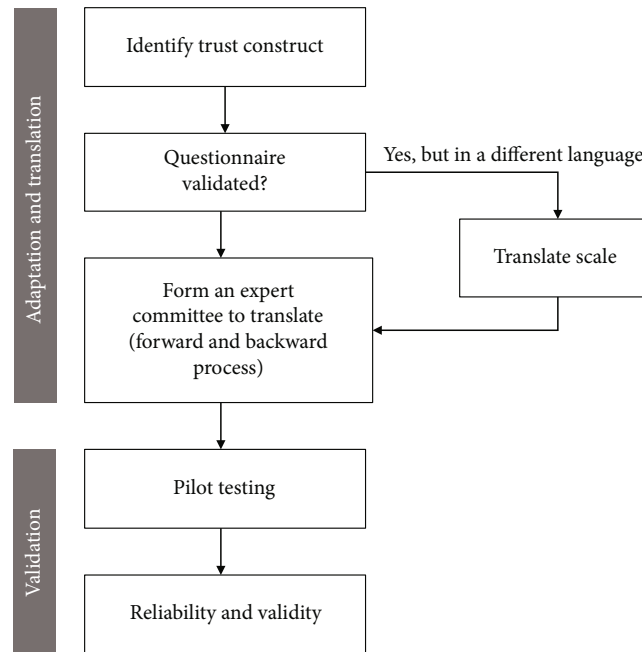 Adaptation and translation
Identify trust construct
Questionnaire
validated?
Yes, but in a different language
Translate scale
Form an expert
committee to translate
(forward and backward
process)
Validation
Pilot testing
Reliability and validity